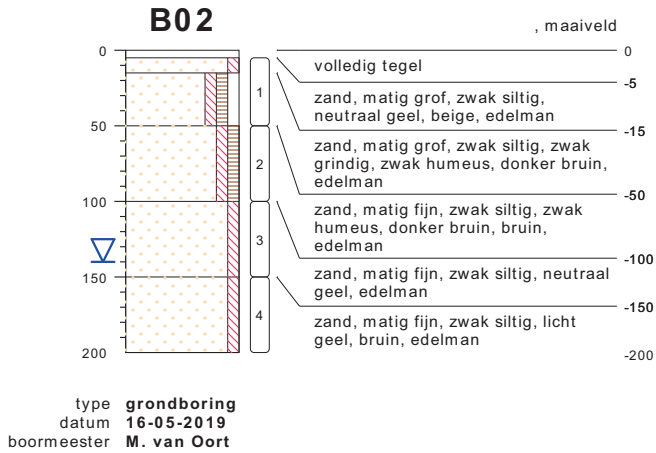 B02
, maaiveld
0
0
volledig tegel
-5
zand, matig grof, zwak siltig,
neutraal geel, beige, edelman
1
-15
50
zand, matig grof, zwak siltig, zwak
grindig, zwak humeus, donker bruin,
edelman
2
-50
100
zand, matig fijn, zwak siltig, zwak
humeus, donker bruin, bruin,
edelman
3
-100
150
zand, matig fijn, zwak siltig, neutraal
geel, edelman
-150
4
zand, matig fijn, zwak siltig, licht
geel, bruin, edelman
200
-200
type grondboring
datum 16-05-2019
boormeester M. van Oort